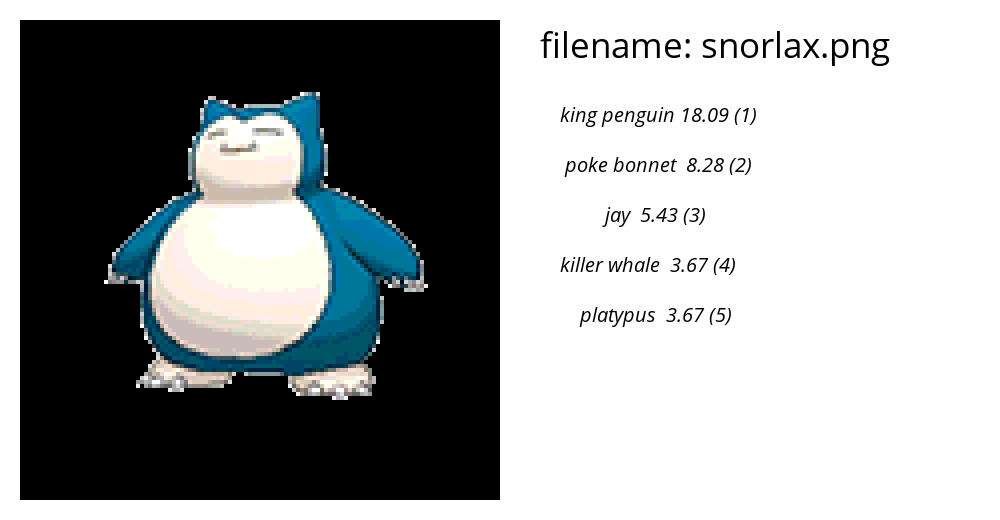 filename: snorlax.png
king penguin 18.09 (1)
poke bonnet 8.28 (2)
jay 5.43 (3)
killer whale 3.67 (4)
platypus 3.67 (5)